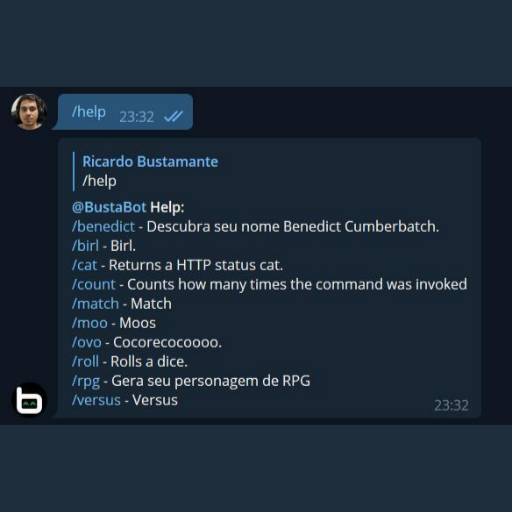 /help 23:32
Ricardo Bustamante
/help
@BustaBot Help:
/benedict - Descubra seu nome Benedict Cumberbatch.
/birl - Birl.
/cat - Returns a HTTP status cat.
/count - Counts how many times the command was invoked
/match - Match
/moo - Moos
/ovo - Cocorecocoooo.
/roll - Rolls a dice.
/rpg - Gera seu personagem de RPG
/versus - Versus
23:32